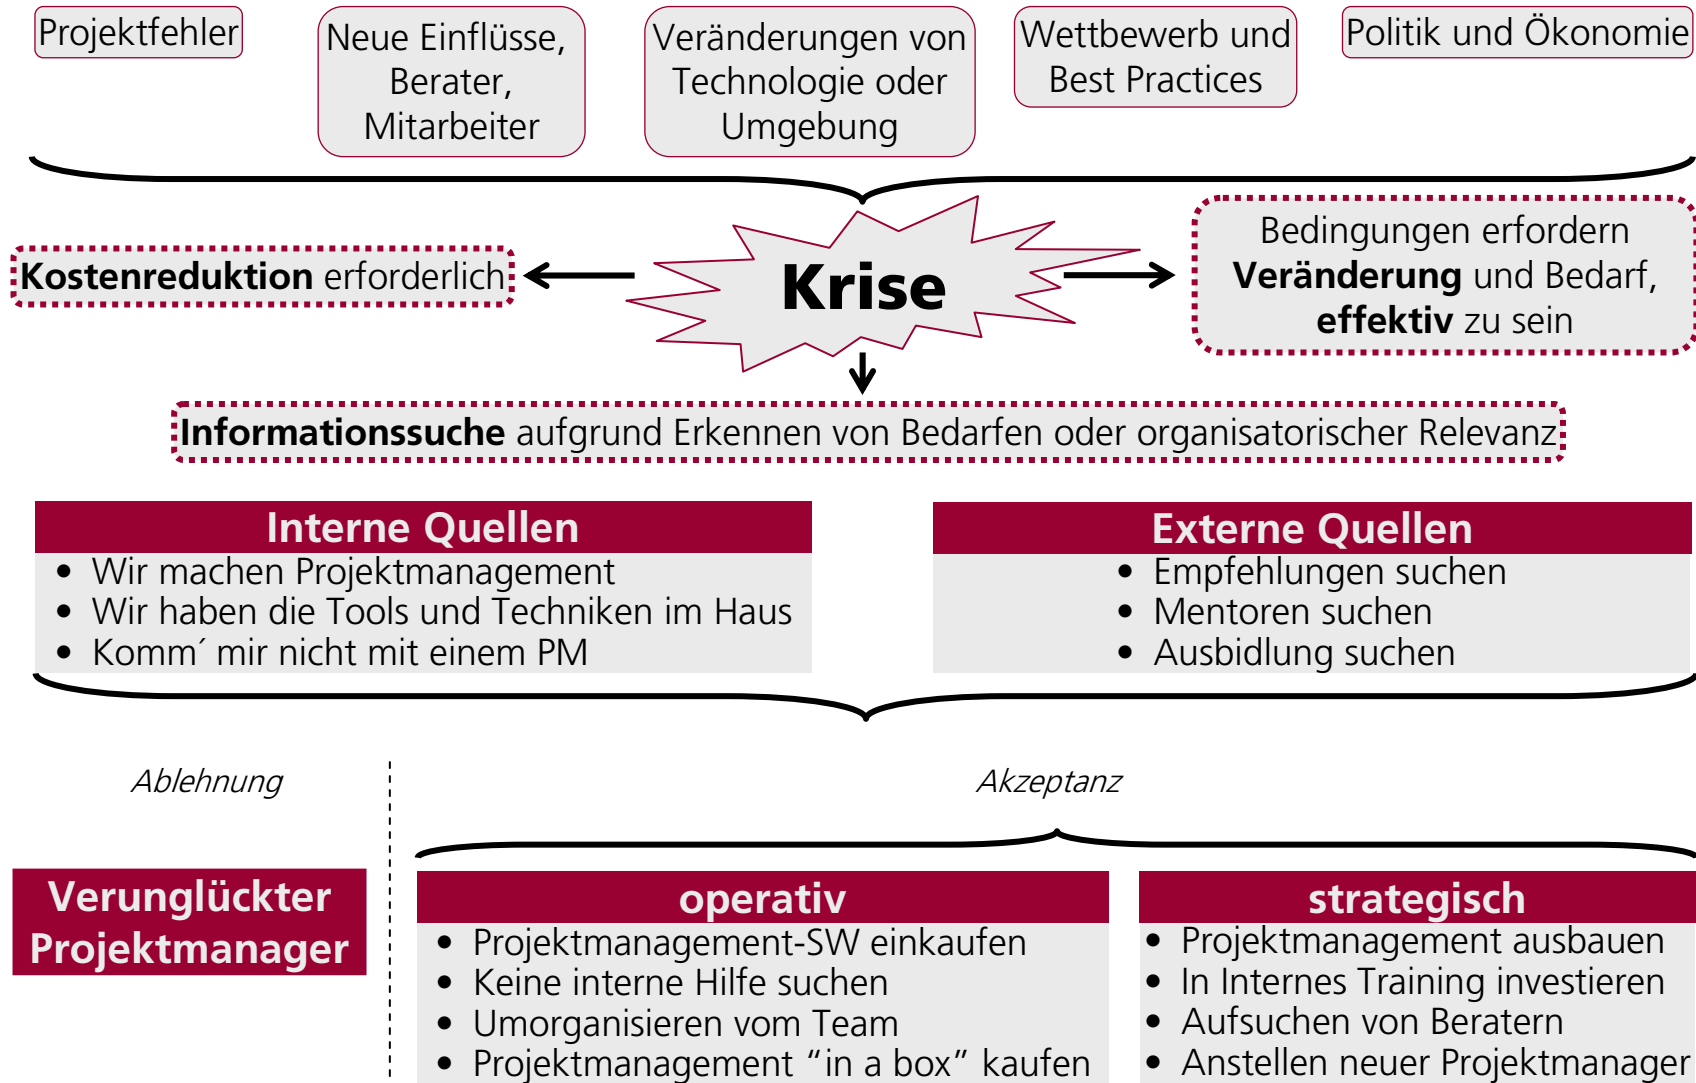 Projektfehler
Neue Einflüsse,
Berater,
Mitarbeiter
Veränderungen von
Technologie oder
Umgebung
Wettbewerb und
Best Practices
Politik und Ökonomie
Kostenreduktion erforderlich
Krise
Bedingungen erfordern
Veränderung und Bedarf,
effektiv zu sein
Informationssuche aufgrund Erkennen von Bedarfen oder organisatorischer Relevanz
Interne Quellen
• Wir machen Projektmanagement
• Wir haben die Tools und Techniken im Haus
• Komm´ mir nicht mit einem PM
Externe Quellen
• Empfehlungen suchen
• Mentoren suchen
• Ausbidlung suchen
Ablehnung
Akzeptanz
Verunglückter
Projektmanager
operativ
• Projektmanagement-SW einkaufen
• Keine interne Hilfe suchen
• Umorganisieren vom Team
• Projektmanagement “in a box” kaufen
strategisch
• Projektmanagement ausbauen
• In Internes Training investieren
• Aufsuchen von Beratern
• Anstellen neuer Projektmanager